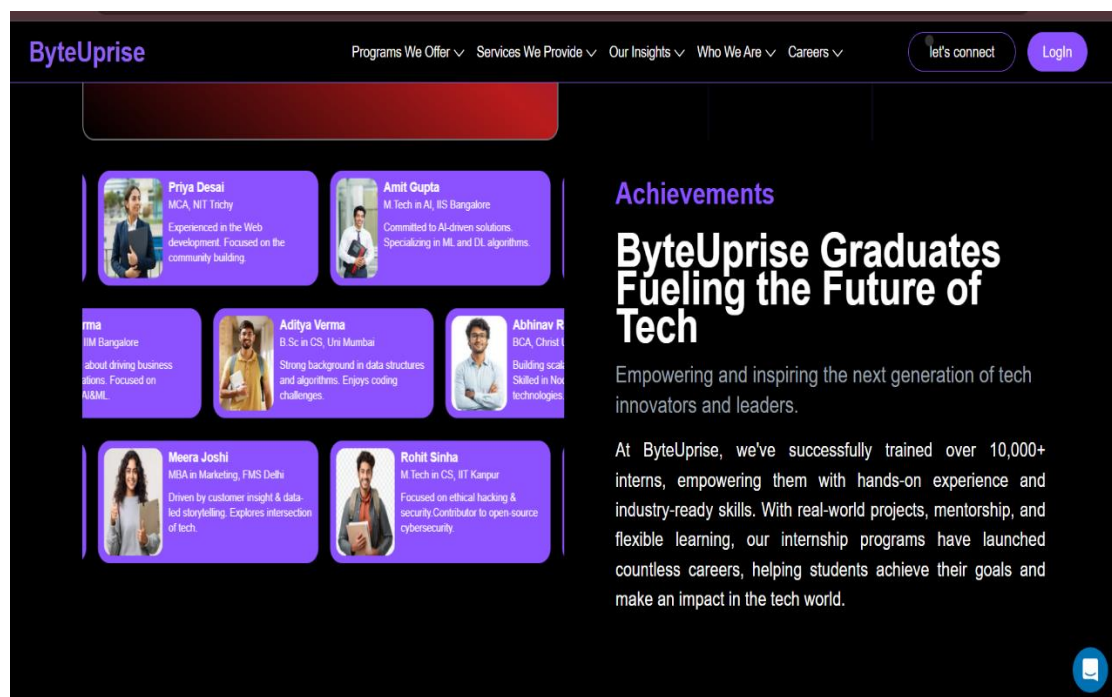 ByteUprise
Programs We Offer
Services We Provide
Our Insights
Who We Are
Careers
let's connect
LogIn
Priya Desai
MCA, NIT Trichy
Experienced in the Web
development. Focused on the
community building.
Amit Gupta
M.Tech in AI, IIS Bangalore
Committed to AI-driven solutions.
Specializing in ML and DL algorithms.
rma
IIM Bangalore
about driving business
ations. Focused on
AI&ML.
Aditya Verma
B.Sc in CS, Uni Mumbai
Strong background in data structures
and algorithms. Enjoys coding
challenges.
Abhinav R
BCA, Christ
Building scal
Skilled in No
technologies.
Meera Joshi
MBA in Marketing, FMS Delhi
Driven by customer insight & data-
led storytelling. Explores intersection
of tech.
Rohit Sinha
M.Tech in CS, IIT Kanpur
Focused on ethical hacking &
security.Contributor to open-source
cybersecurity.
Achievements
ByteUprise Graduates
Fueling the Future of
Tech
Empowering and inspiring the next generation of tech
innovators and leaders.
At ByteUprise, we've successfully trained over 10,000+
interns, empowering them with hands-on experience and
industry-ready skills. With real-world projects, mentorship, and
flexible learning, our internship programs have launched
countless careers, helping students achieve their goals and
make an impact in the tech world.